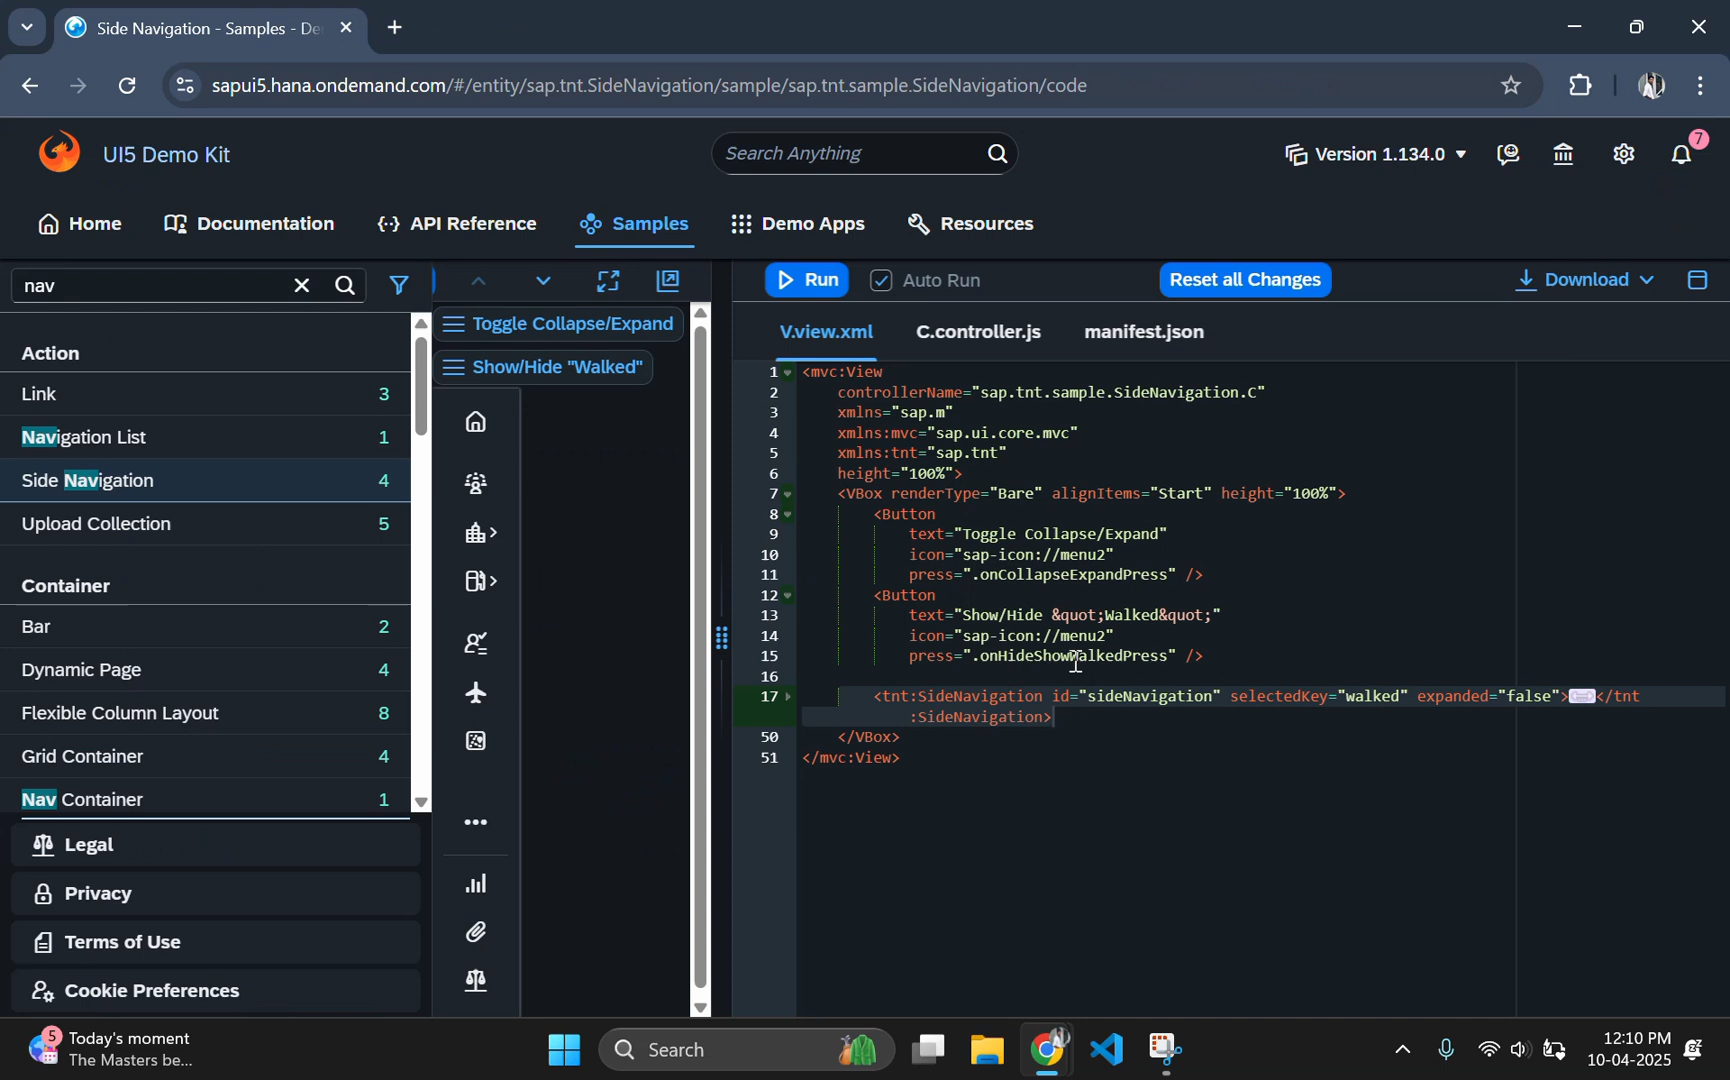 Side Navigation - Samples - De
sapui5.hana.ondemand.com/#/entity/sap.tnt.SideNavigation/sample/sap.tnt.sample.SideNavigation/code
UI5 Demo Kit
Search Anything
Version 1.134.0
7
Home
Documentation
API Reference
Samples
Demo Apps
Resources
nav
Action
Link 3
Navigation List 1
Side Navigation 4
Upload Collection 5
Container
Bar 2
Dynamic Page 4
Flexible Column Layout 8
Grid Container 4
Nav Container 1
Legal
Privacy
Terms of Use
Cookie Preferences
Toggle Collapse/Expand
Show/Hide "Walked"
Run
Auto Run
Reset all Changes
Download
V.view.xml
C.controller.js
manifest.json
1 <mvc:View
2 controllerName="sap.tnt.sample.SideNavigation.C"
3 xmlns="sap.m"
4 xmlns:mvc="sap.ui.core.mvc"
5 xmlns:tnt="sap.tnt"
6 height="100%">
7 <VBox renderType="Bare" alignItems="Start" height="100%">
8 <Button
9 text="Toggle Collapse/Expand"
10 icon="sap-icon://menu2"
11 press=".onCollapseExpandPress" />
12 <Button
13 text="Show/Hide &quot;Walked&quot;"
14 icon="sap-icon://menu2"
15 press=".onHideShowWalkedPress" />
16
17 <tnt:SideNavigation id="sideNavigation" selectedKey="walked" expanded="false"></tnt
:SideNavigation>
50 </VBox>
51 </mvc:View>
5
Today's moment
The Masters be...
Search
12:10 PM
10-04-2025